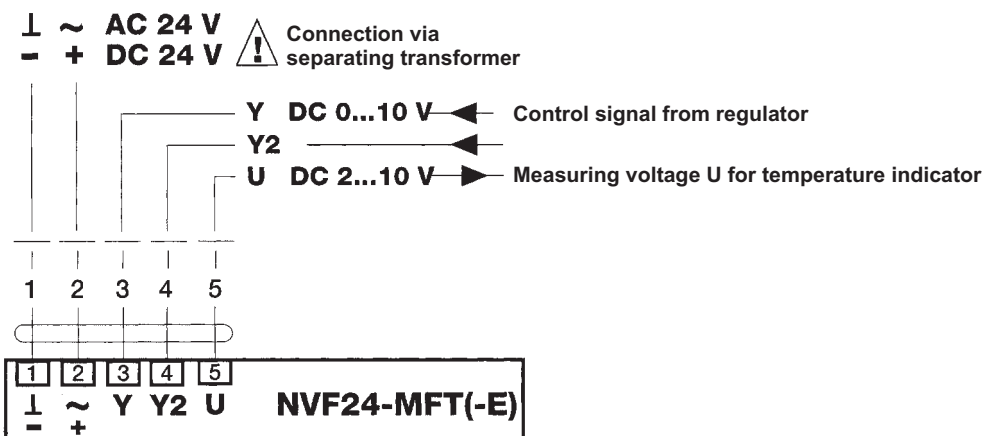 ⊥ ~ AC 24 V
- + DC 24 V
! Connection via
separating transformer
Y DC 0...10 V Control signal from regulator
Y2
U DC 2...10 V Measuring voltage U for temperature indicator
1 2 3 4 5
1 2 3 4 5
⊥ ~ Y Y2 U NVF24-MFT(-E)
- +